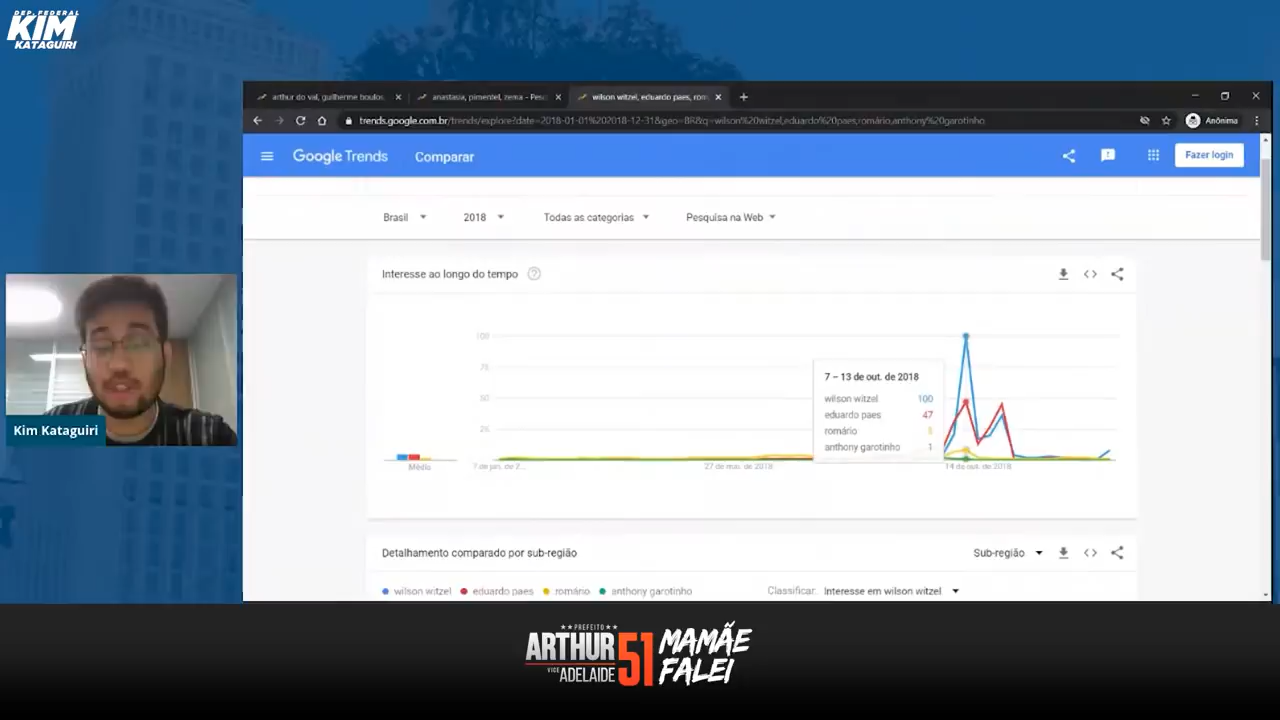 DEP. FEDERAL
KIM
KATAGUIRI
arthur do val, guilherme boulos,
anastasia, pimentel, zema - Pesq
wilson witzel, eduardo paes, rom
trends.google.com.br/trends/explore?date=2018-01-01%202018-12-31&geo=BR&q=wilson%20witzel,eduardo%20paes,romário,anthony%20garotinho
Anônima
Google Trends
Comparar
Fazer login
Brasil
2018
Todas as categorias
Pesquisa na Web
Interesse ao longo do tempo
100
75
50
25
7 – 13 de out. de 2018
wilson witzel 100
eduardo paes 47
romário 8
anthony garotinho 1
Média
7 de jan. de 2...
27 de mai. de 2018
14 de out. de 2018
Kim Kataguiri
Detalhamento comparado por sub-região
Sub-região
wilson witzel eduardo paes romário anthony garotinho
Classificar: Interesse em wilson witzel
PREFEITO
ARTHUR
VICE ADELAIDE
51
MAMÃE
FALEI